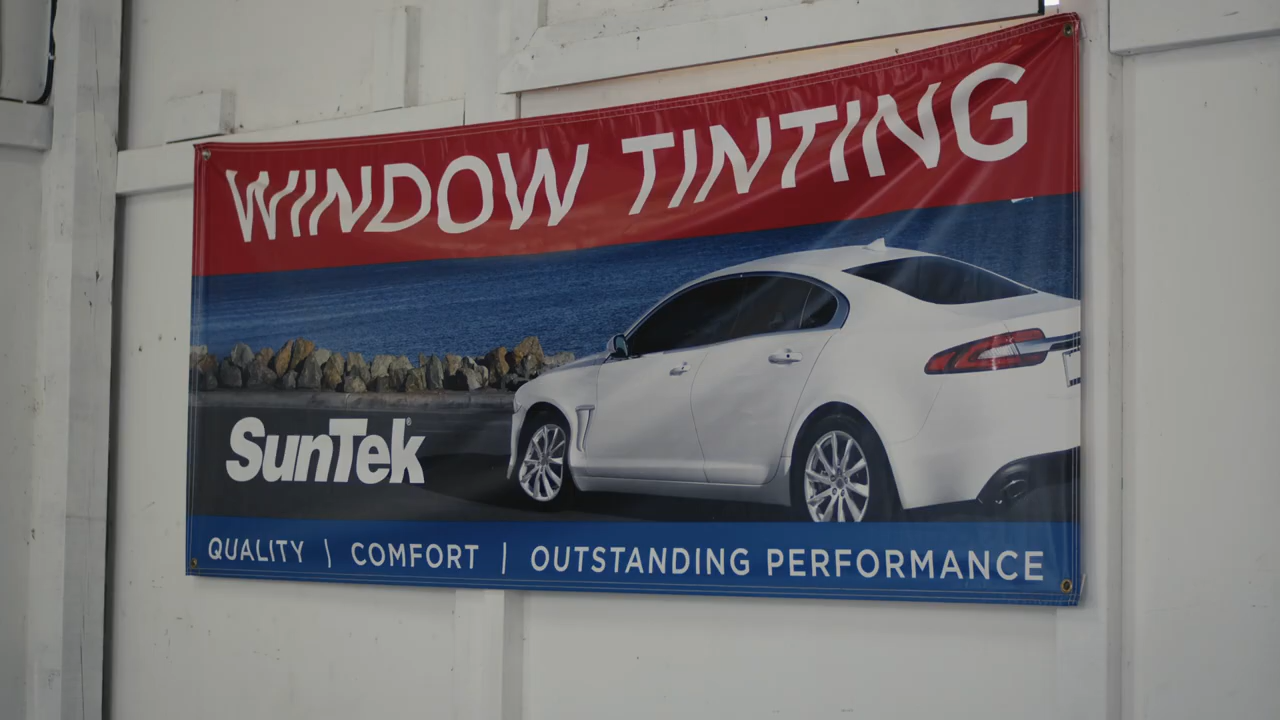 WINDOW TINTING
SunTek®
QUALITY | COMFORT | OUTSTANDING PERFORMANCE